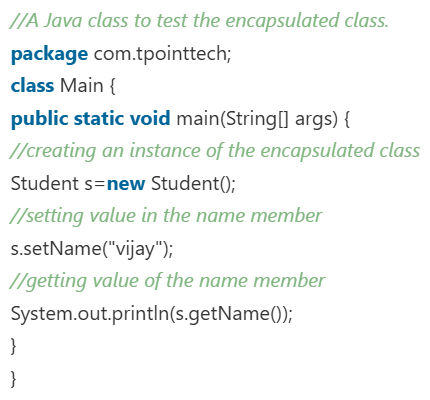 //A Java class to test the encapsulated class.
package com.tpointtech;
class Main {
public static void main(String[] args) {
//creating an instance of the encapsulated class
Student s=new Student();
//setting value in the name member
s.setName("vijay");
//getting value of the name member
System.out.println(s.getName());
}
}